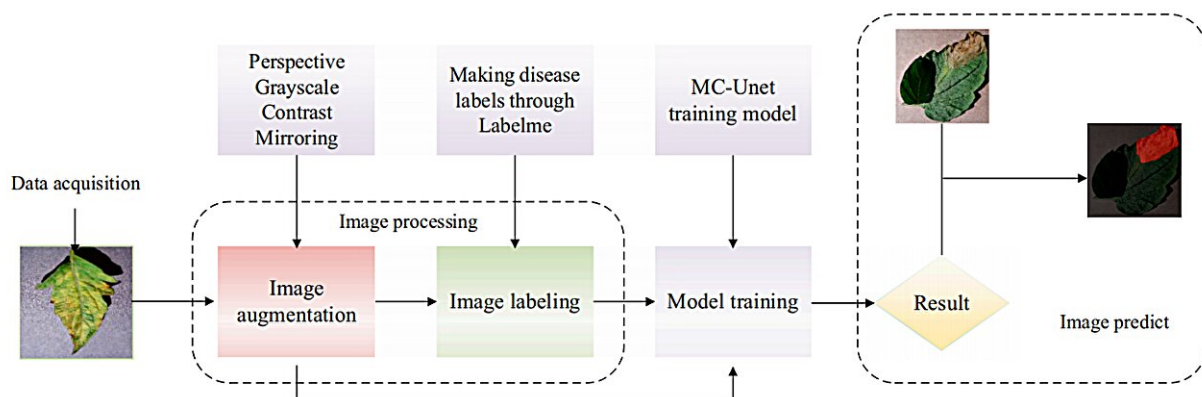 Perspective
Grayscale
Contrast
Mirroring
Making disease
labels through
Labelme
MC-Unet
training model
Data acquisition
Image processing
Image
augmentation
Image labeling
Model training
Result
Image predict